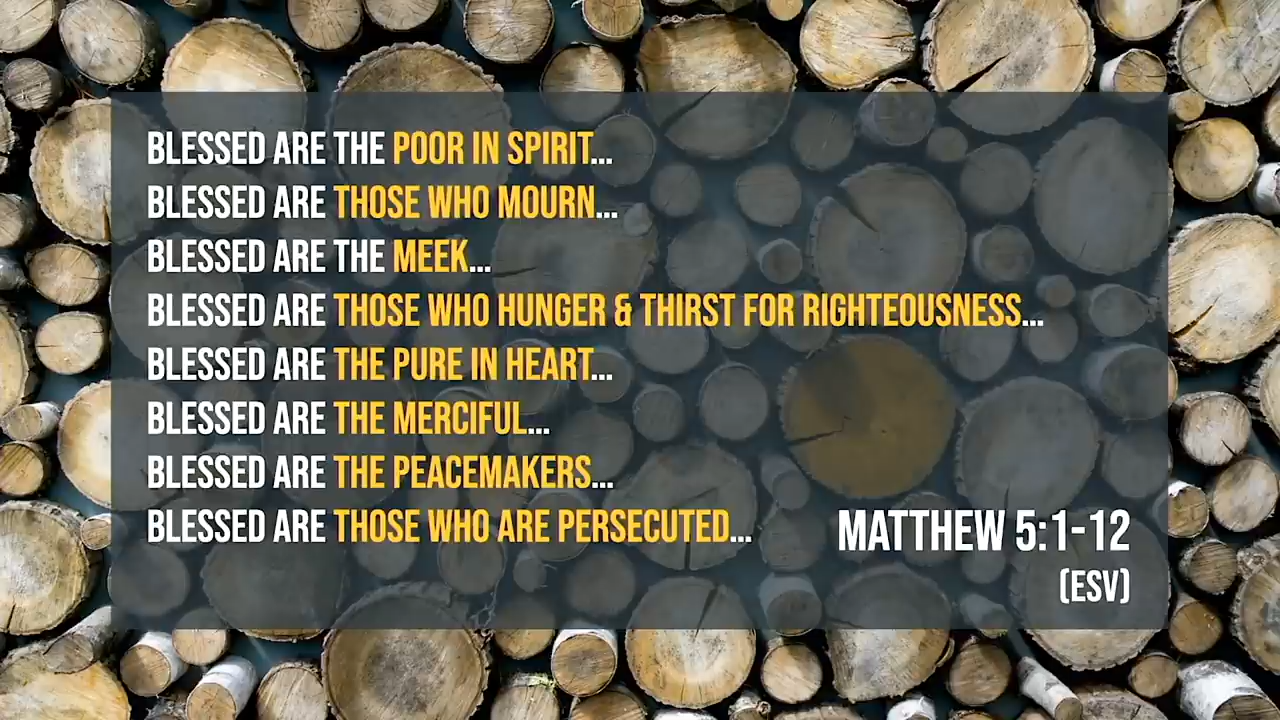 BLESSED ARE THE POOR IN SPIRIT...
BLESSED ARE THOSE WHO MOURN...
BLESSED ARE THE MEEK...
BLESSED ARE THOSE WHO HUNGER & THIRST FOR RIGHTEOUSNESS...
BLESSED ARE THE PURE IN HEART...
BLESSED ARE THE MERCIFUL...
BLESSED ARE THE PEACEMAKERS...
BLESSED ARE THOSE WHO ARE PERSECUTED...
MATTHEW 5:1-12
(ESV)